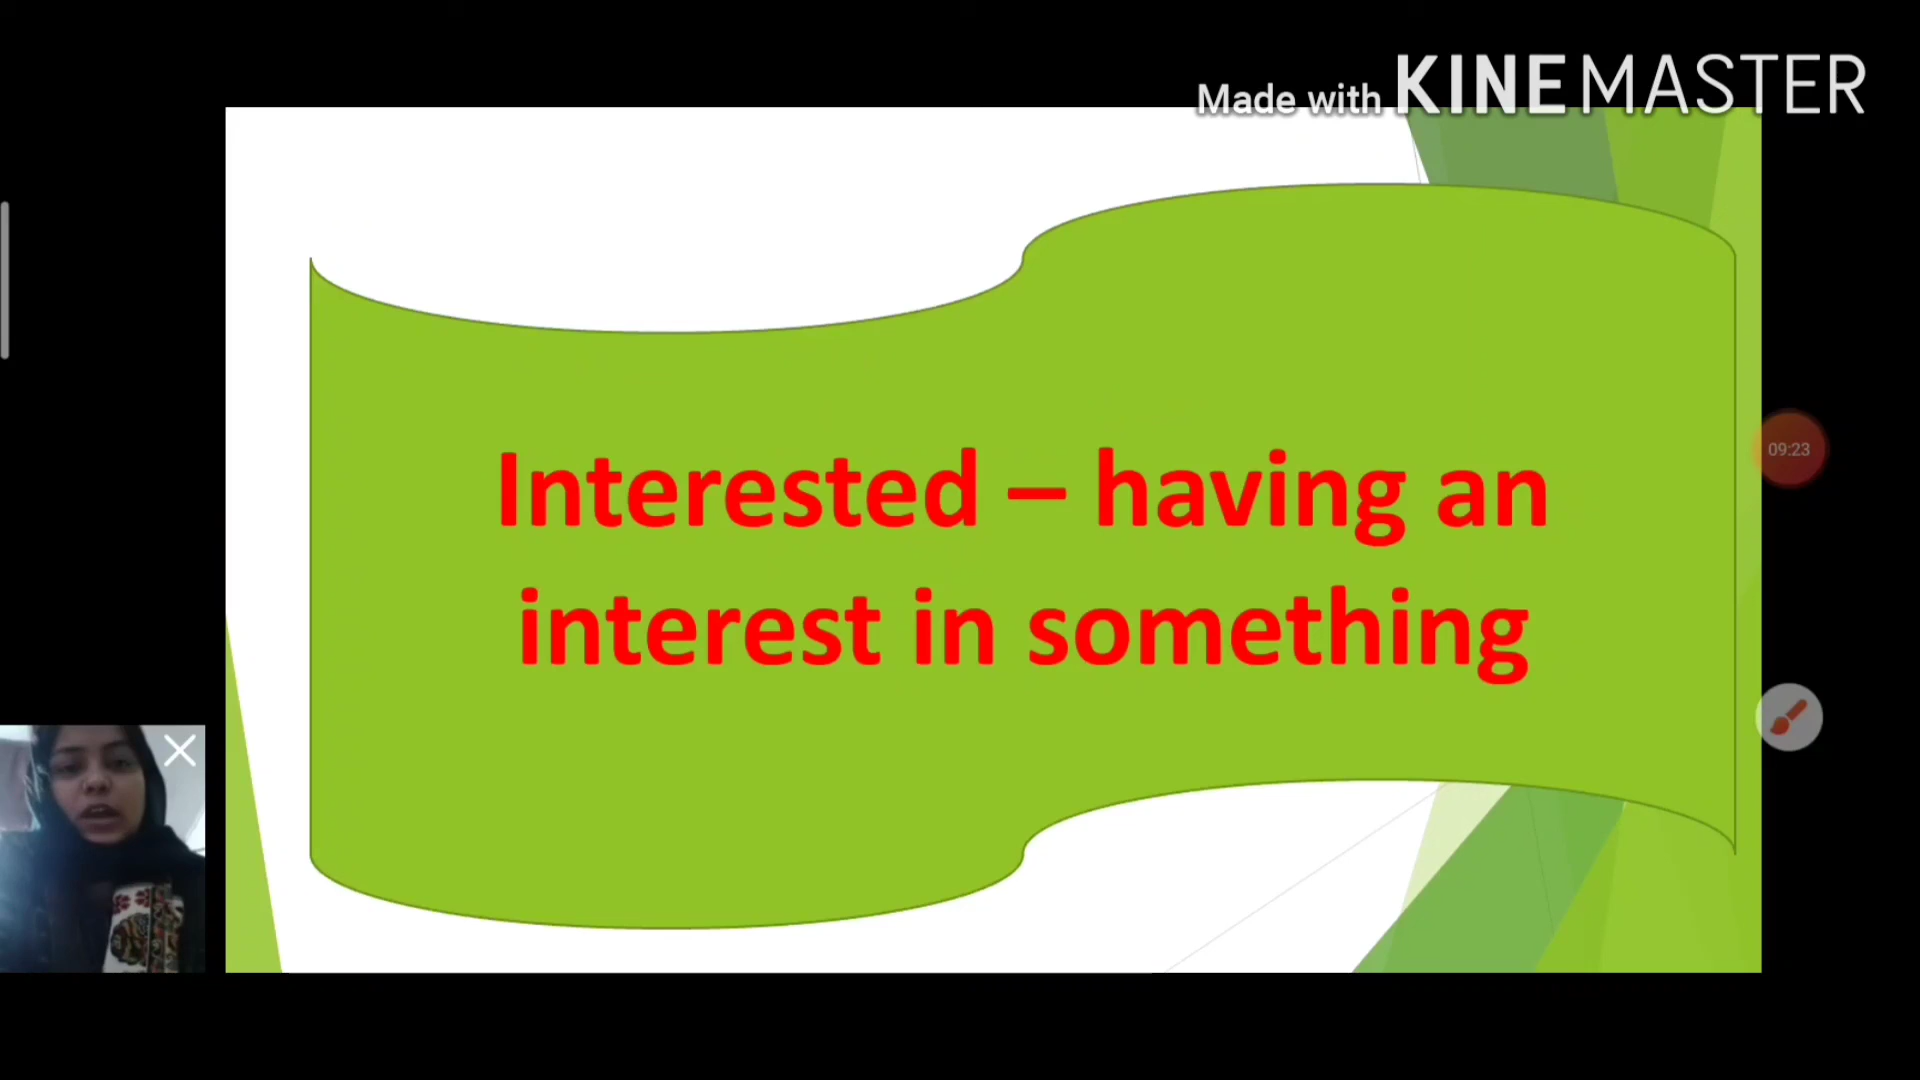 Made with KINEMASTER
Interested – having an
09:23
interest in something